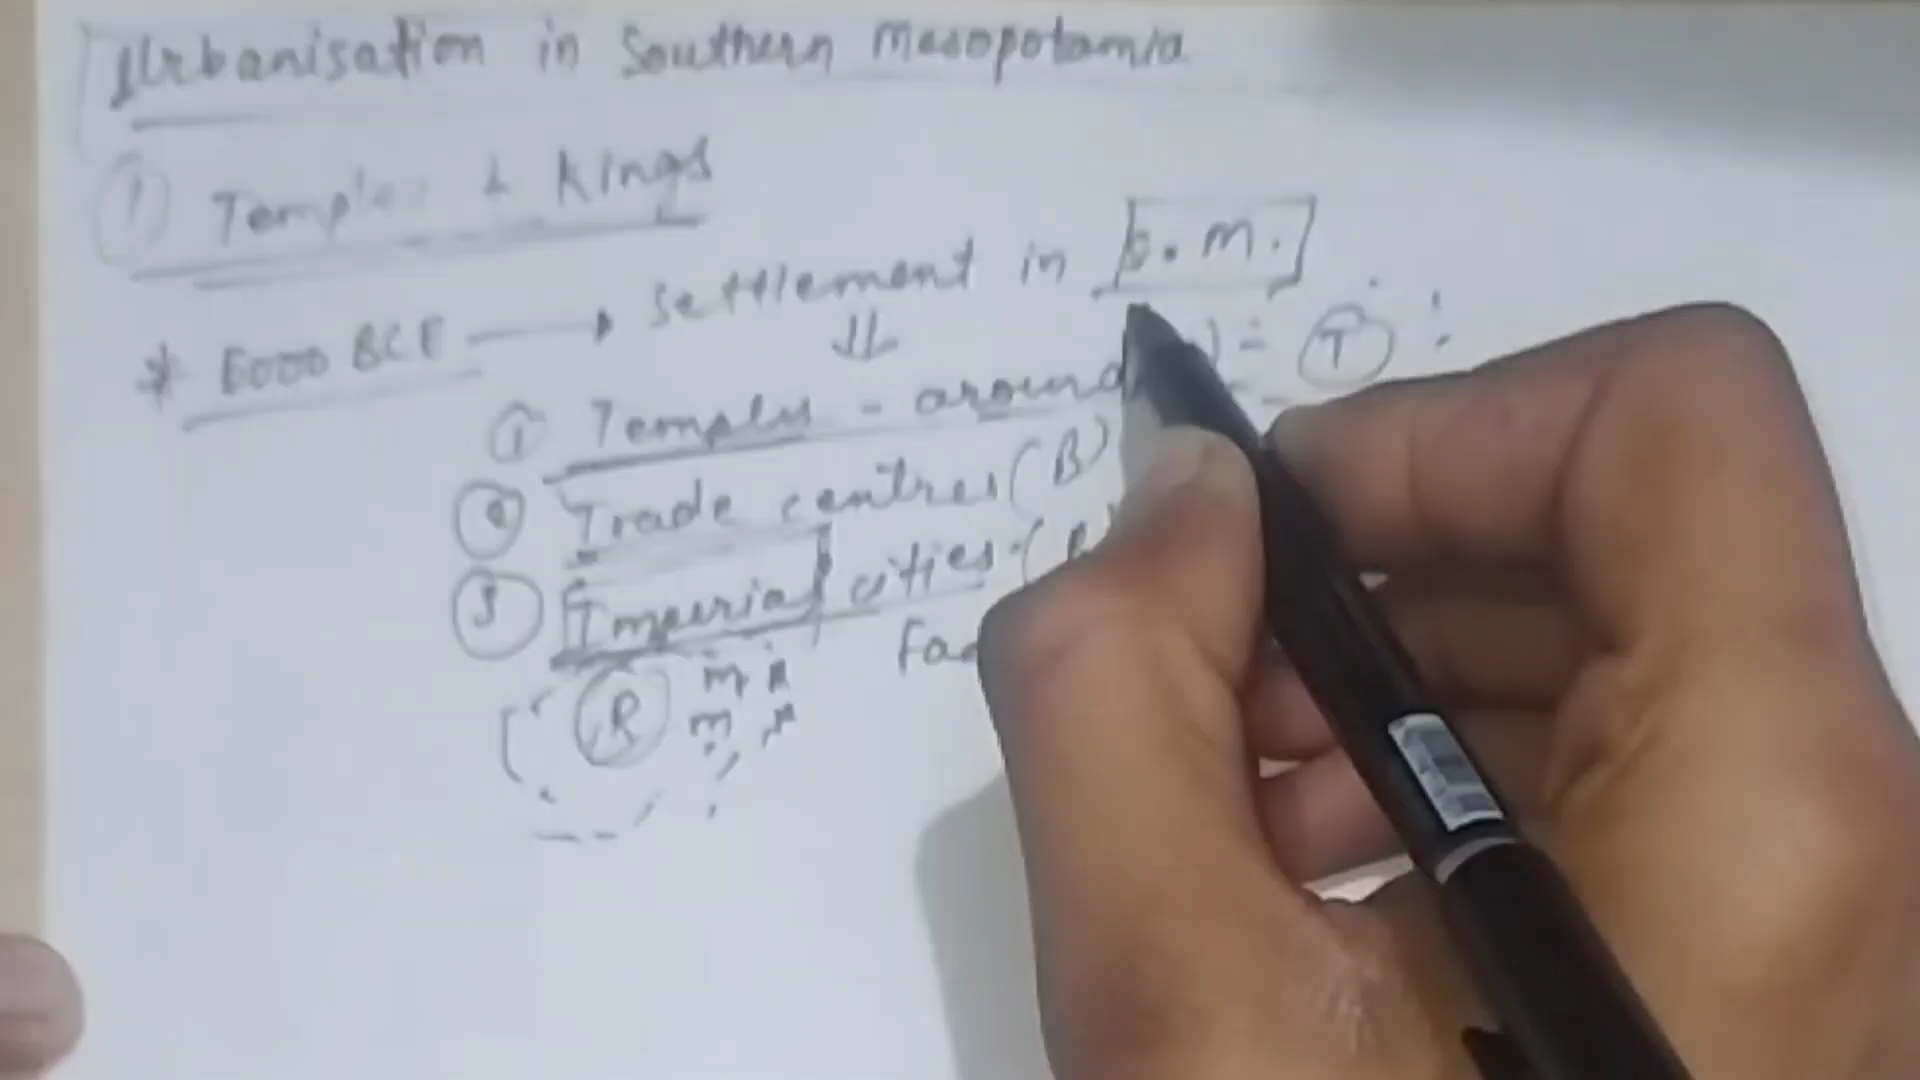 Urbanisation in Southern Mesopotamia
① Temples & Kings
* 5000 BCE → Settlement in S.M.
① Temples - around - T :
② Trade centres (B)
③ Imperial cities - (
R